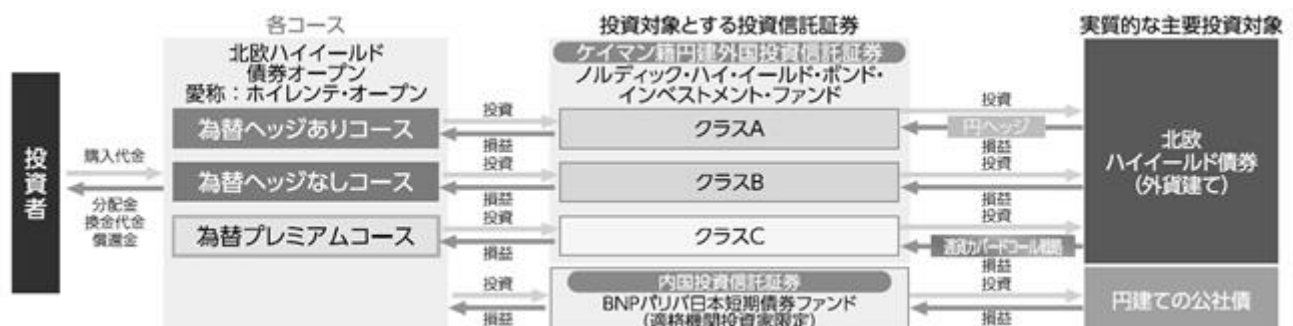 各コース
投資対象とする投資信託証券
実質的な主要投資対象
北欧ハイイールド
債券オープン
愛称：ホイレンテ・オープン
ケイマン籍円建外国投資信託証券
ノルディック・ハイ・イールド・ボンド・
インベストメント・ファンド
投資者
購入代金
分配金
換金代金
償還金
為替ヘッジありコース
投資
損益
クラスA
投資
円ヘッジ
損益
為替ヘッジなしコース
投資
損益
クラスB
投資
損益
為替プレミアムコース
投資
損益
クラスC
投資
通貨カバードコール戦略
損益
北欧
ハイイールド債券
(外貨建て)
投資
損益
内国投資信託証券
BNPパリバ日本短期債券ファンド
(適格機関投資家限定)
投資
損益
円建ての公社債